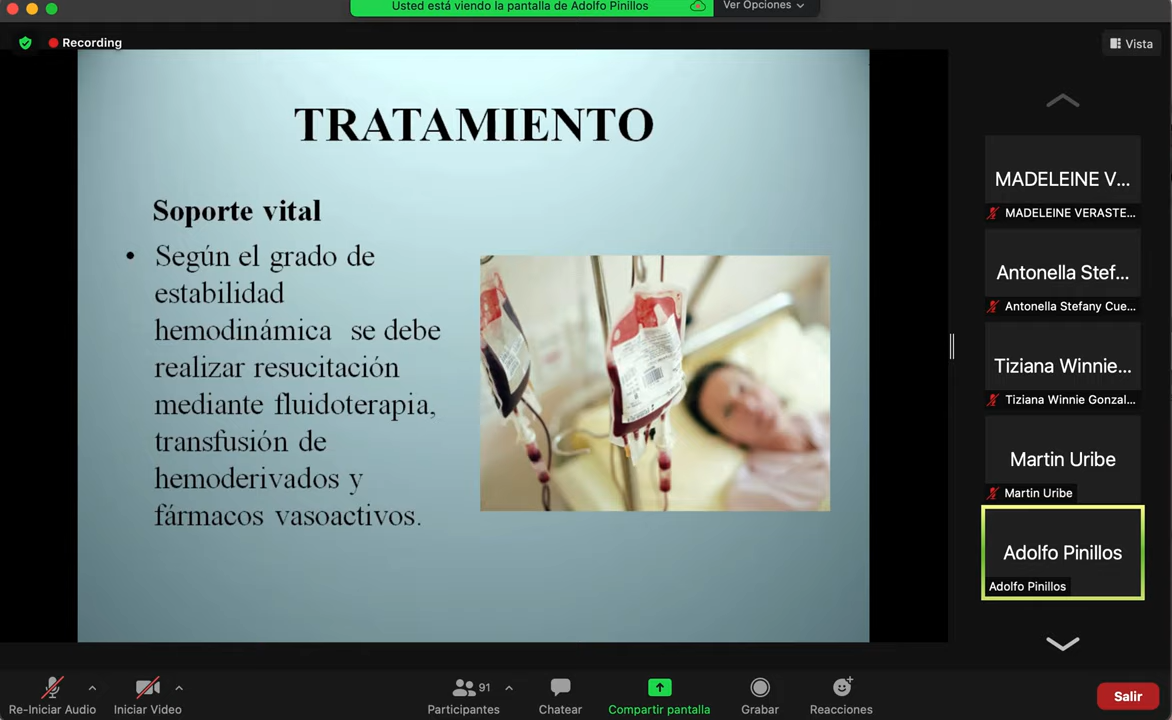 Usted está viendo la pantalla de Adolfo Pinillos
Ver Opciones
Recording
Vista
TRATAMIENTO
Soporte vital
• Según el grado de
estabilidad
hemodinámica se debe
realizar resucitación
mediante fluidoterapia,
transfusión de
hemoderivados y
fármacos vasoactivos.
MADELEINE V...
MADELEINE VERASTE...
Antonella Stef...
Antonella Stefany Cue...
Tiziana Winnie...
Tiziana Winnie Gonzal...
Martin Uribe
Martin Uribe
Adolfo Pinillos
Adolfo Pinillos
Re-Iniciar Audio
Iniciar Video
91
Participantes
Chatear
Compartir pantalla
Grabar
Reacciones
Salir